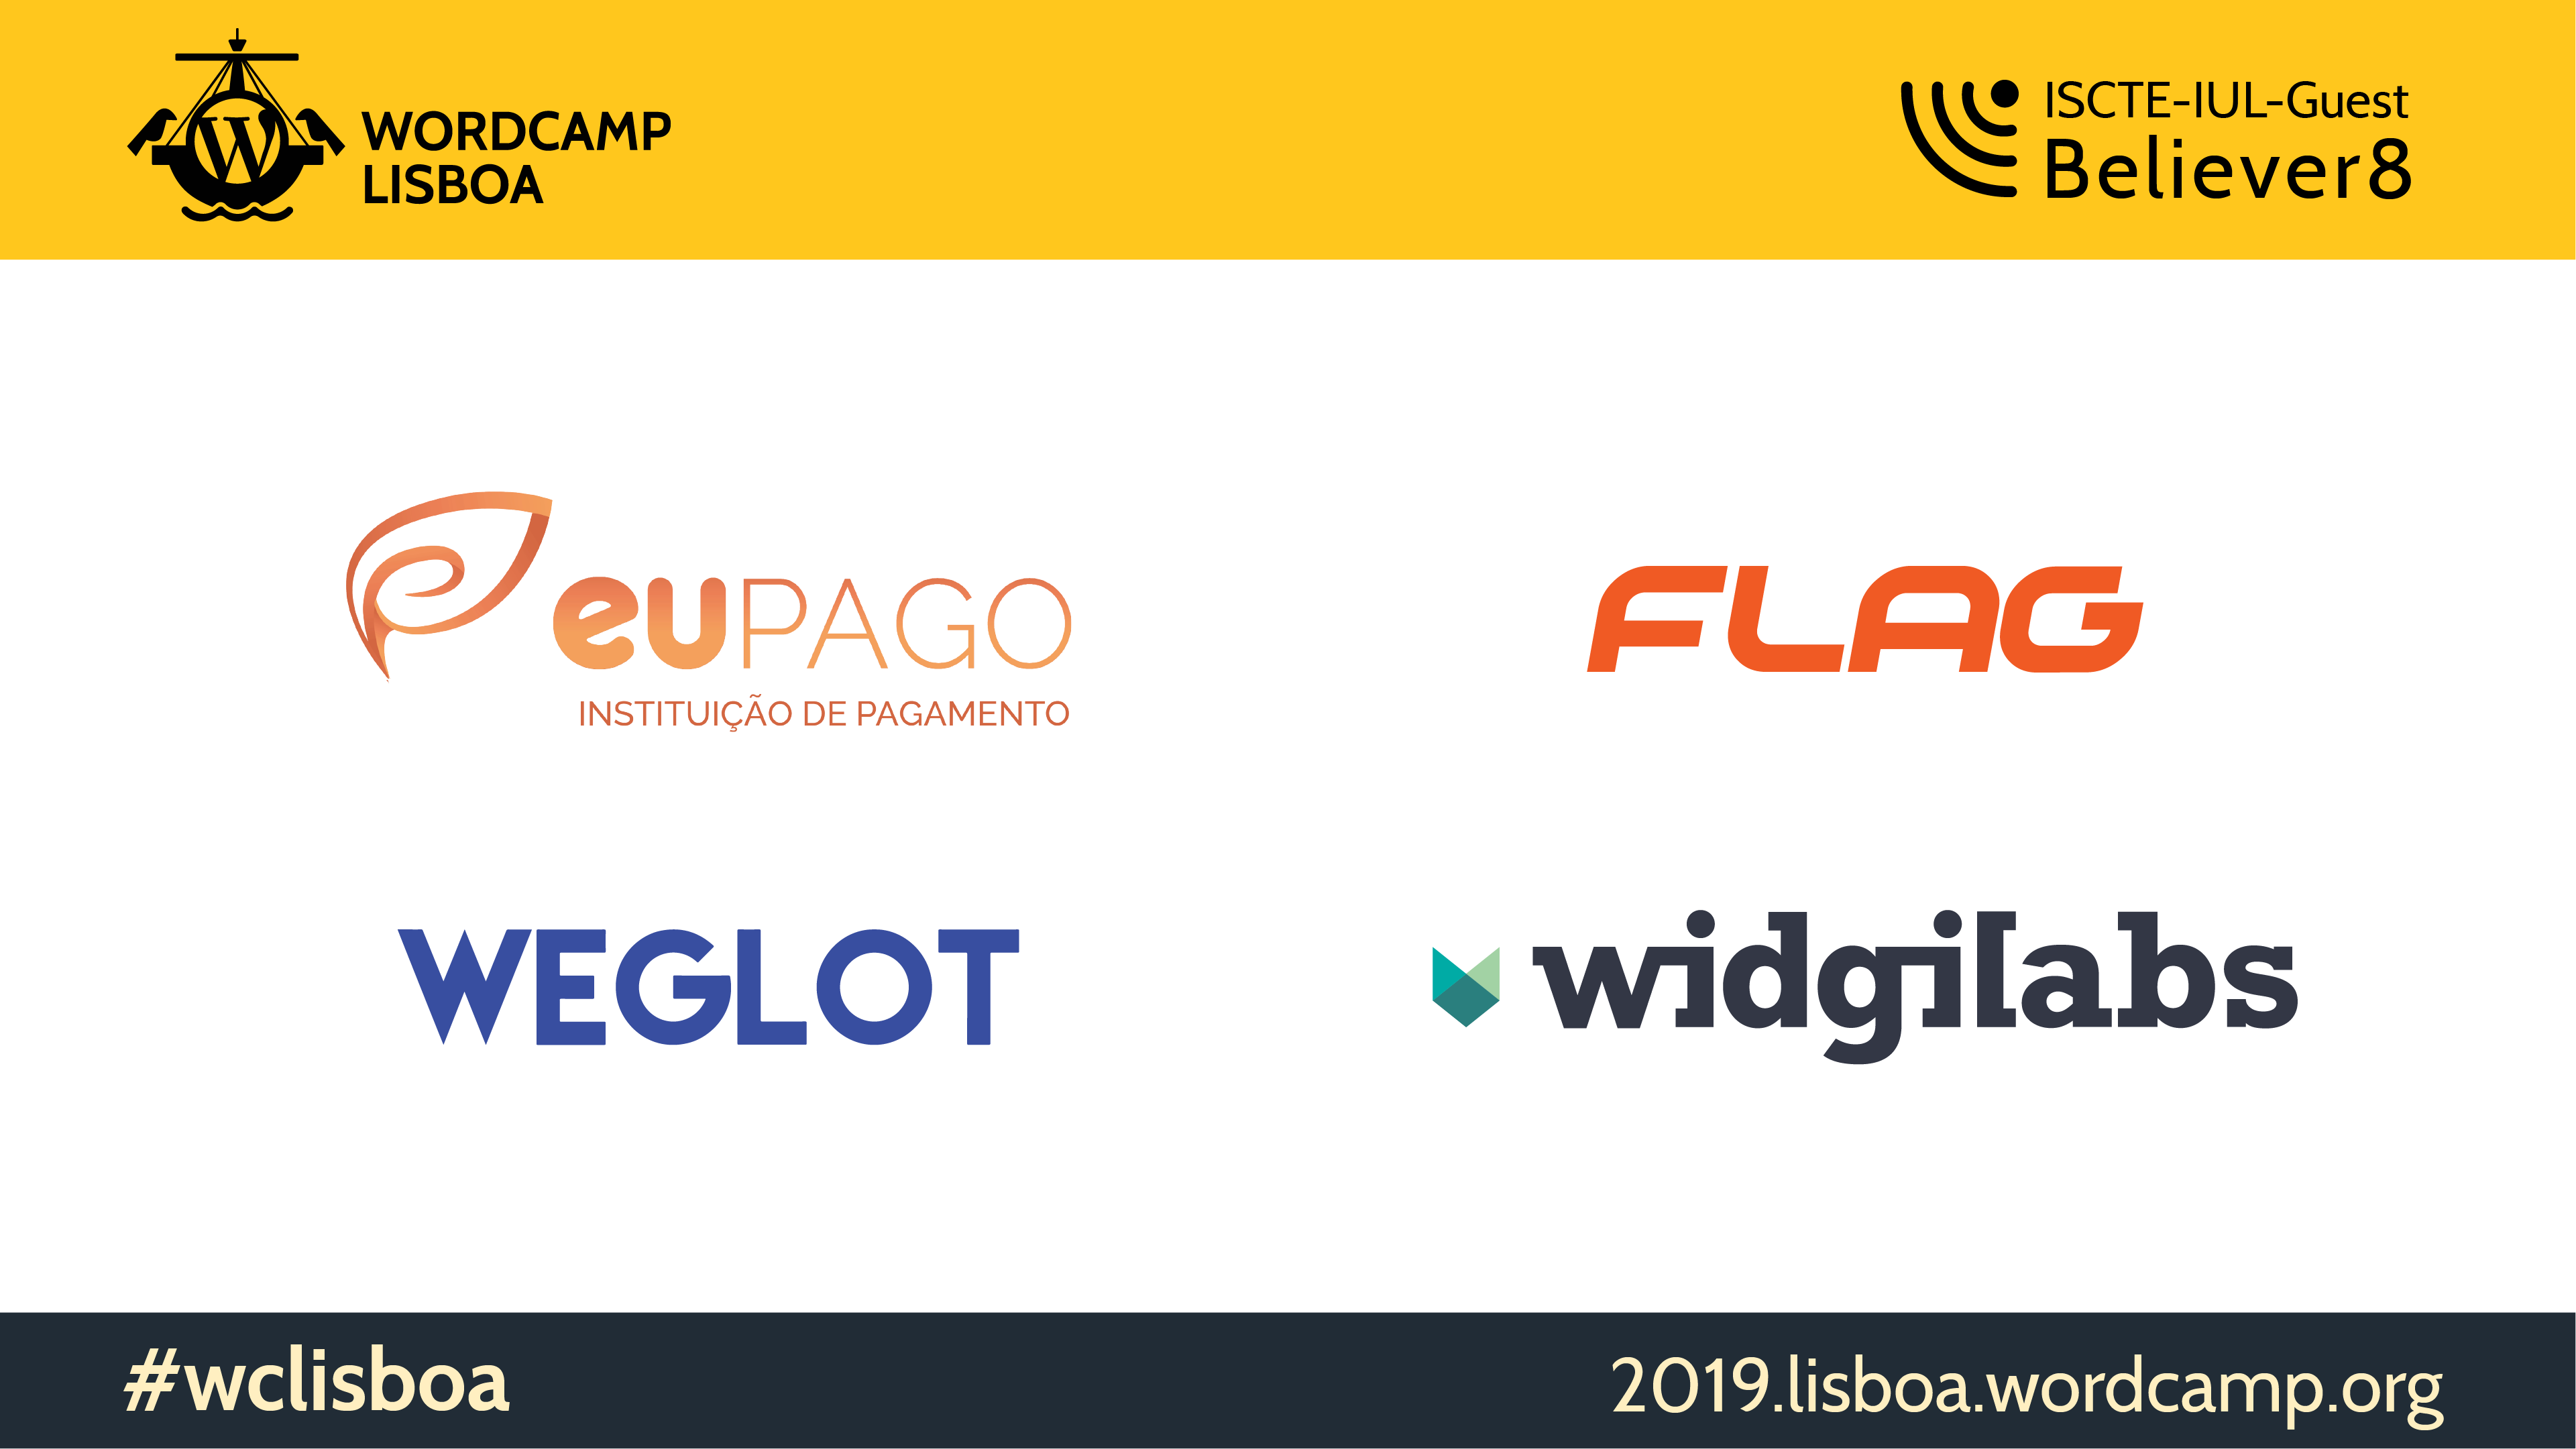 WORDCAMP
LISBOA
ISCTE-IUL-Guest
Believer8
euPAGO
INSTITUIÇÃO DE PAGAMENTO
FLAG
WEGLOT
widgilabs
#wclisboa
2019.lisboa.wordcamp.org